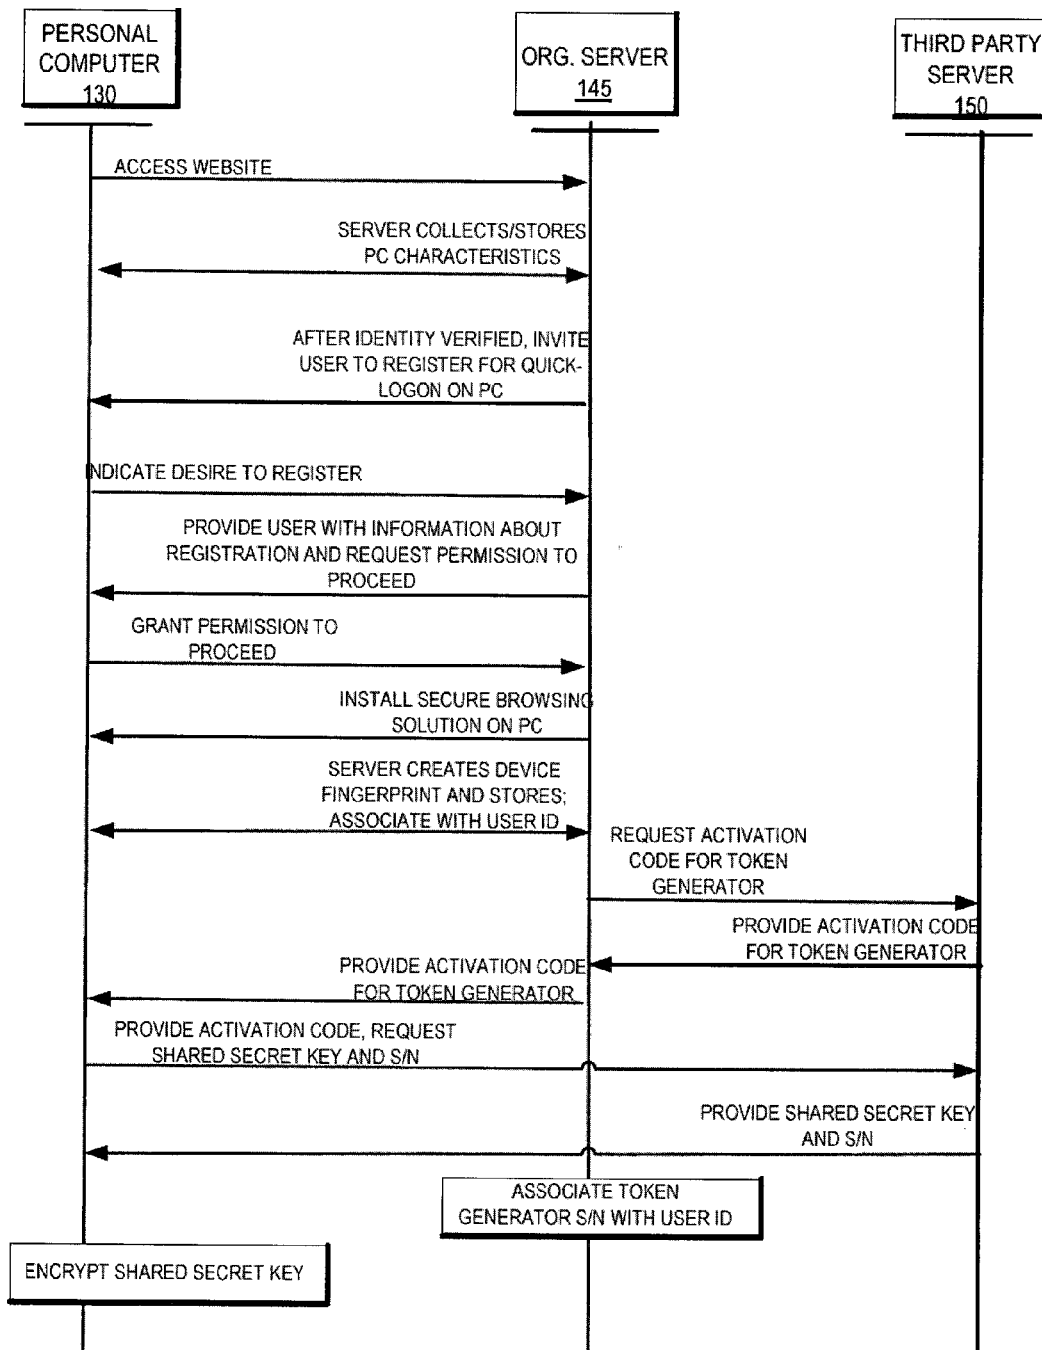 PERSONAL
COMPUTER
130
ORG. SERVER
145
THIRD PARTY
SERVER
150
ACCESS WEBSITE
SERVER COLLECTS/STORES
PC CHARACTERISTICS
AFTER IDENTITY VERIFIED, INVITE
USER TO REGISTER FOR QUICK-
LOGON ON PC
INDICATE DESIRE TO REGISTER
PROVIDE USER WITH INFORMATION ABOUT
REGISTRATION AND REQUEST PERMISSION TO
PROCEED
GRANT PERMISSION TO
PROCEED
INSTALL SECURE BROWSING
SOLUTION ON PC
SERVER CREATES DEVICE
FINGERPRINT AND STORES;
ASSOCIATE WITH USER ID
REQUEST ACTIVATION
CODE FOR TOKEN
GENERATOR
PROVIDE ACTIVATION CODE
FOR TOKEN GENERATOR
PROVIDE ACTIVATION CODE
FOR TOKEN GENERATOR
PROVIDE ACTIVATION CODE, REQUEST
SHARED SECRET KEY AND S/N
PROVIDE SHARED SECRET KEY
AND S/N
ASSOCIATE TOKEN
GENERATOR S/N WITH USER ID
ENCRYPT SHARED SECRET KEY